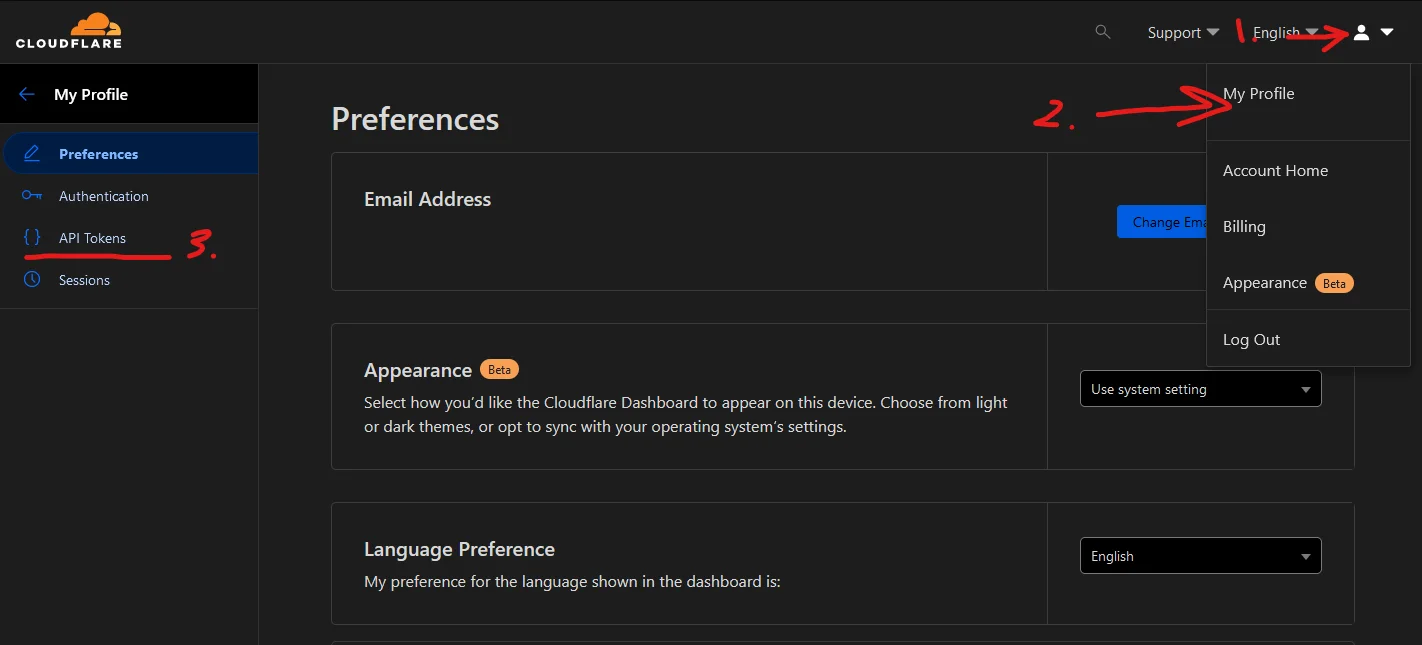 CLOUDFLARE
Support
1.
English
My Profile
Preferences
Authentication
API Tokens
3.
Sessions
Preferences
Email Address
Change Ema
2.
My Profile
Account Home
Billing
Appearance Beta
Log Out
Appearance Beta
Select how you'd like the Cloudflare Dashboard to appear on this device. Choose from light
or dark themes, or opt to sync with your operating system's settings.
Use system setting
Language Preference
My preference for the language shown in the dashboard is:
English